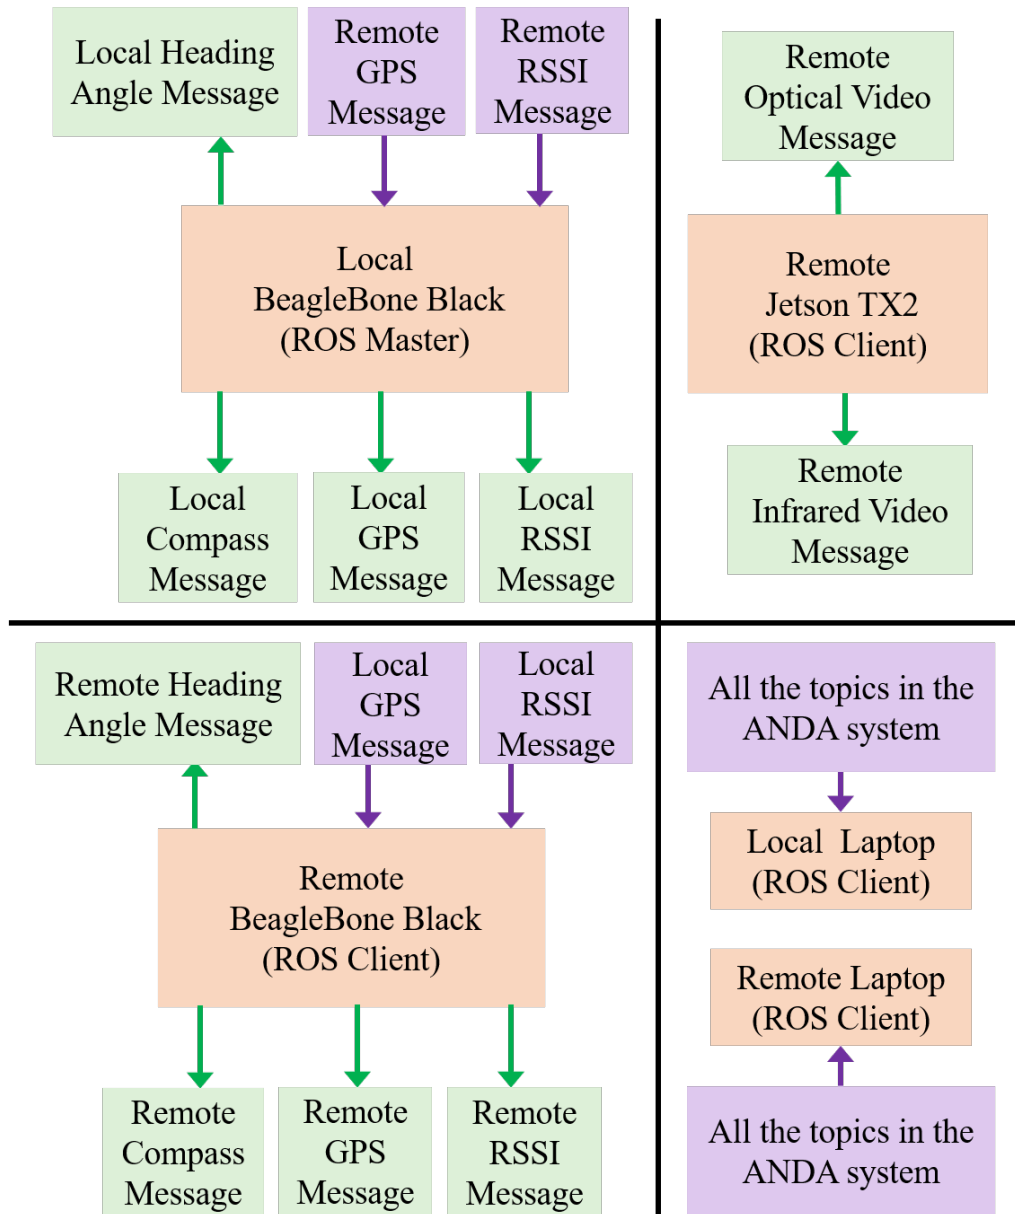 Local Heading
Angle Message
Remote
GPS
Message
Remote
RSSI
Message
Local
BeagleBone Black
(ROS Master)
Local
Compass
Message
Local
GPS
Message
Local
RSSI
Message
Remote
Optical Video
Message
Remote
Jetson TX2
(ROS Client)
Remote
Infrared Video
Message
Remote Heading
Angle Message
Local
GPS
Message
Local
RSSI
Message
Remote
BeagleBone Black
(ROS Client)
Remote
Compass
Message
Remote
GPS
Message
Remote
RSSI
Message
All the topics in the
ANDA system
Local Laptop
(ROS Client)
Remote Laptop
(ROS Client)
All the topics in the
ANDA system